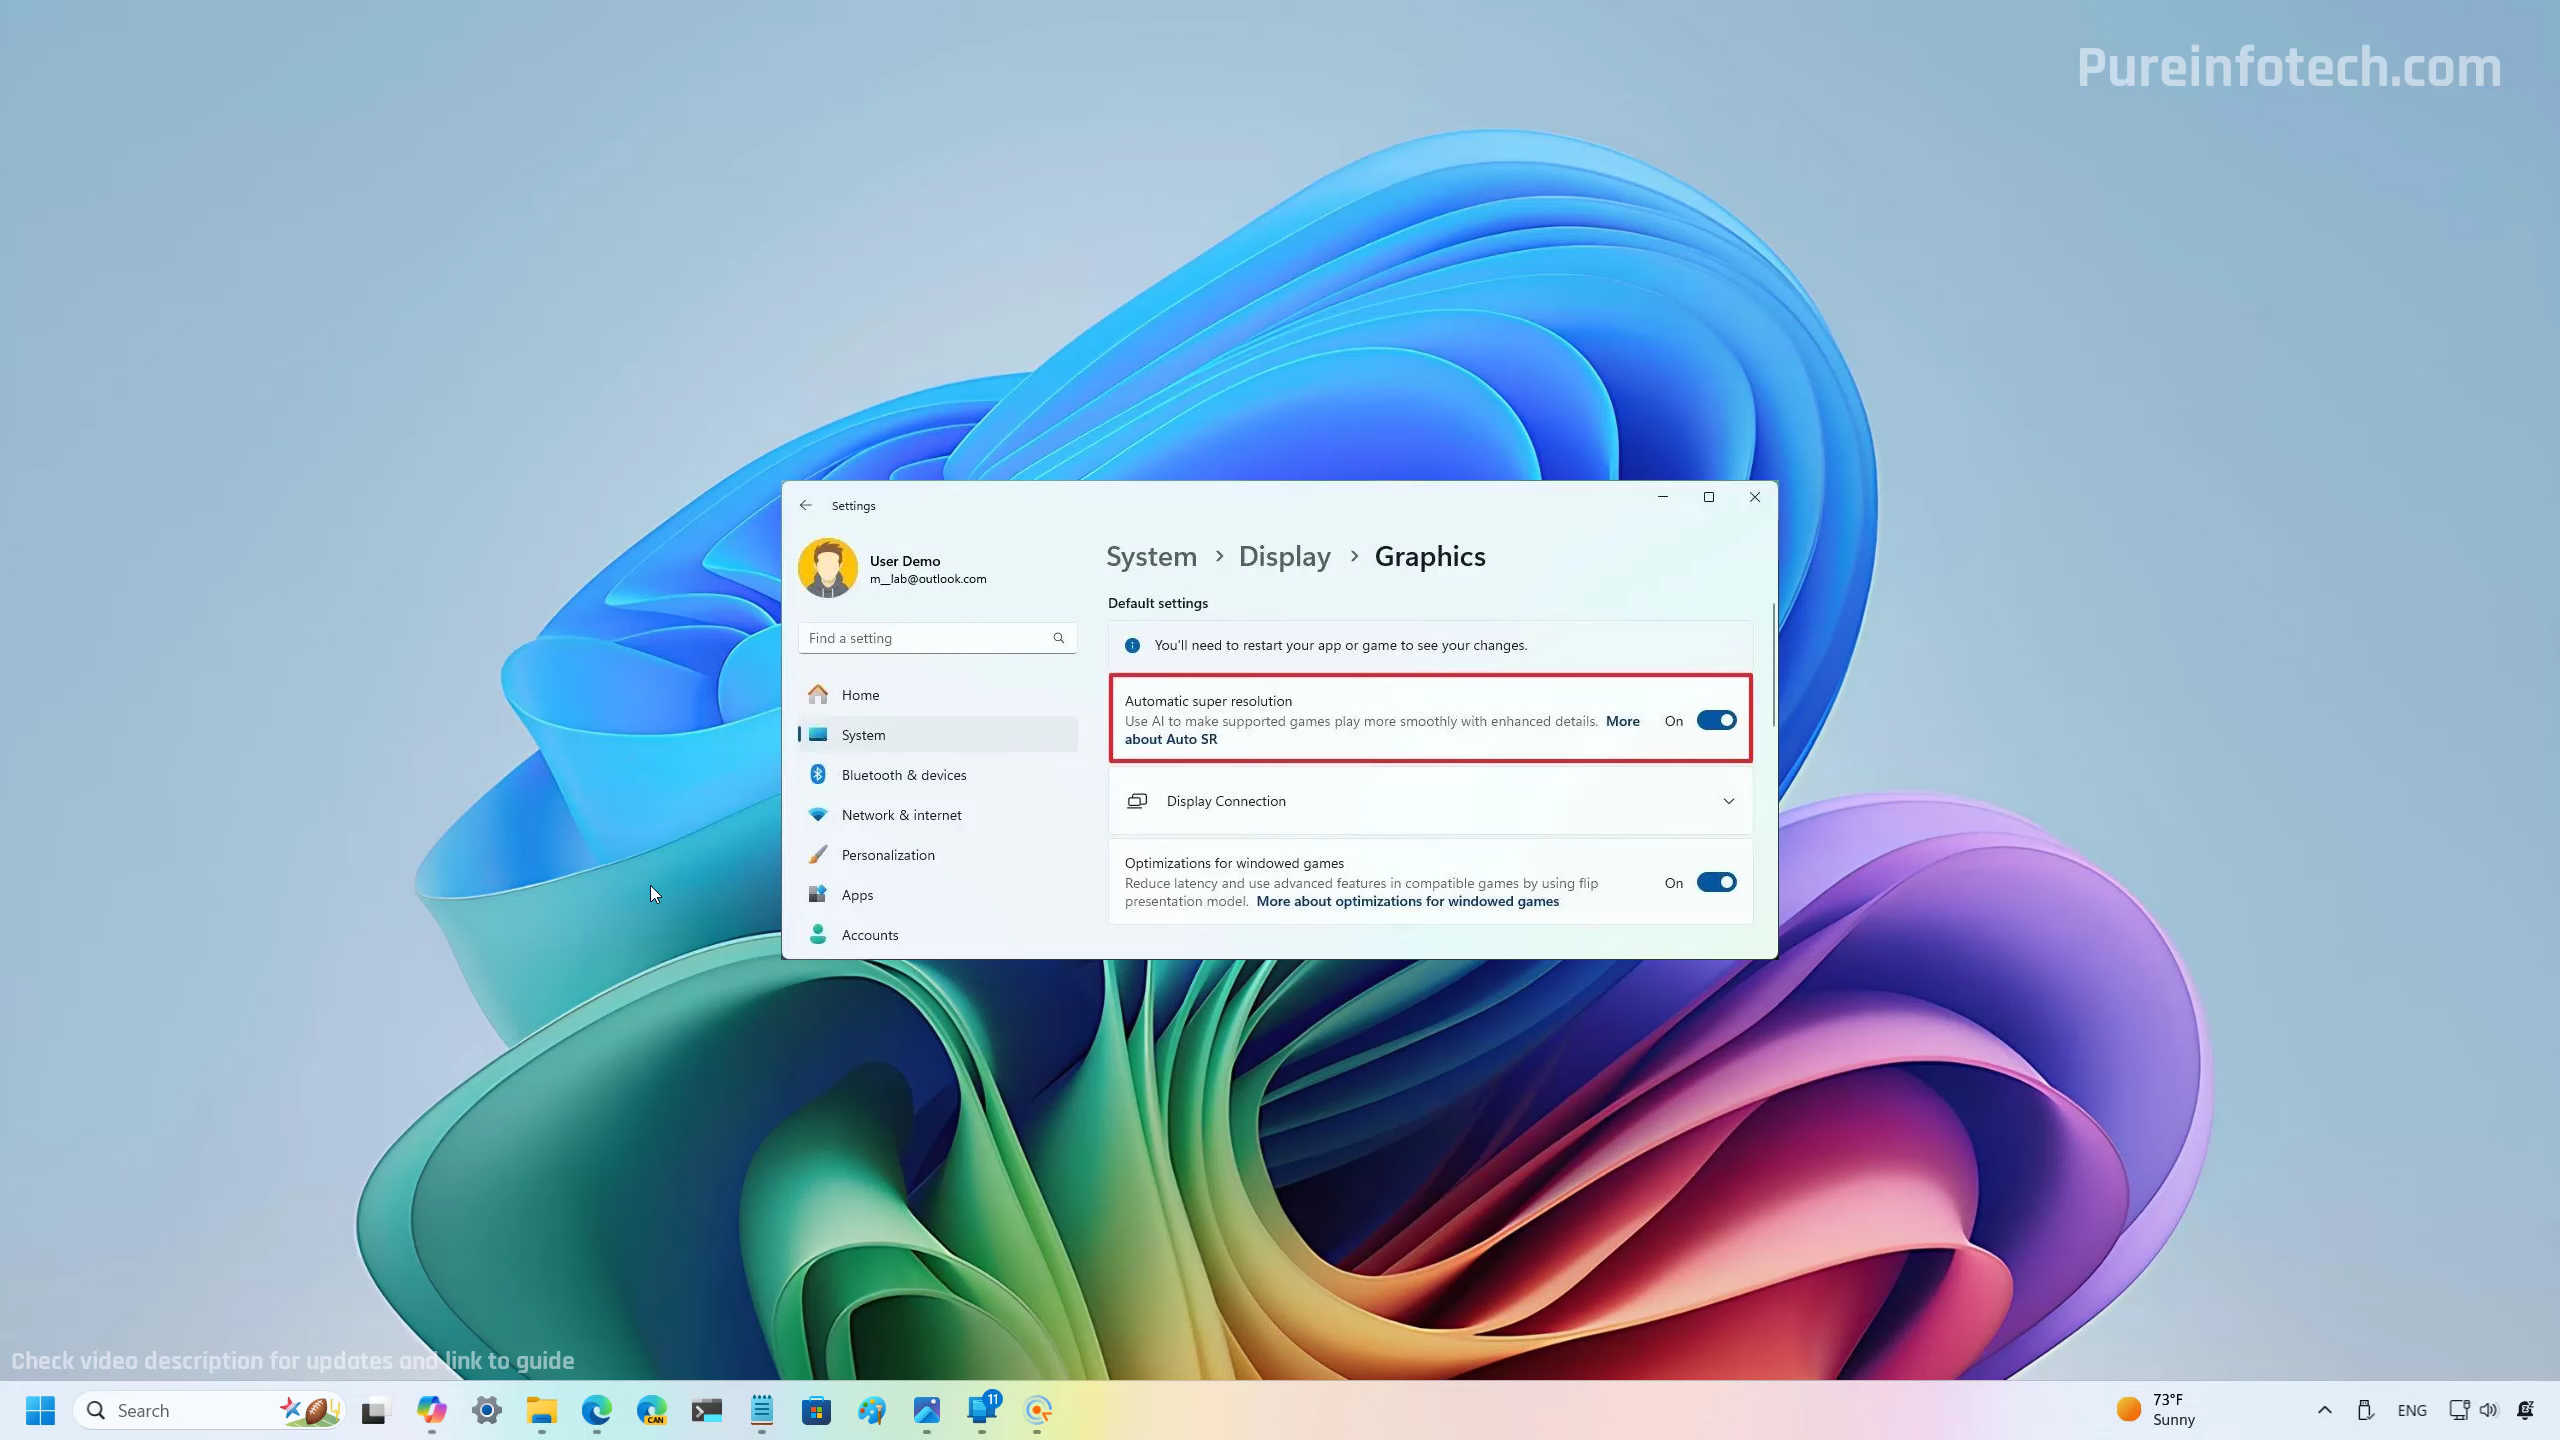 Pureinfotech.com
Settings
User Demo
m__lab@outlook.com
Find a setting
Home
System
Bluetooth & devices
Network & internet
Personalization
Apps
Accounts
System > Display > Graphics
Default settings
You'll need to restart your app or game to see your changes.
Automatic super resolution
Use AI to make supported games play more smoothly with enhanced details. More
about Auto SR
On
Display Connection
Optimizations for windowed games
Reduce latency and use advanced features in compatible games by using flip
presentation model. More about optimizations for windowed games
On
Check video description for updates and link to guide
Search
CAN
11
73°F
Sunny
ENG